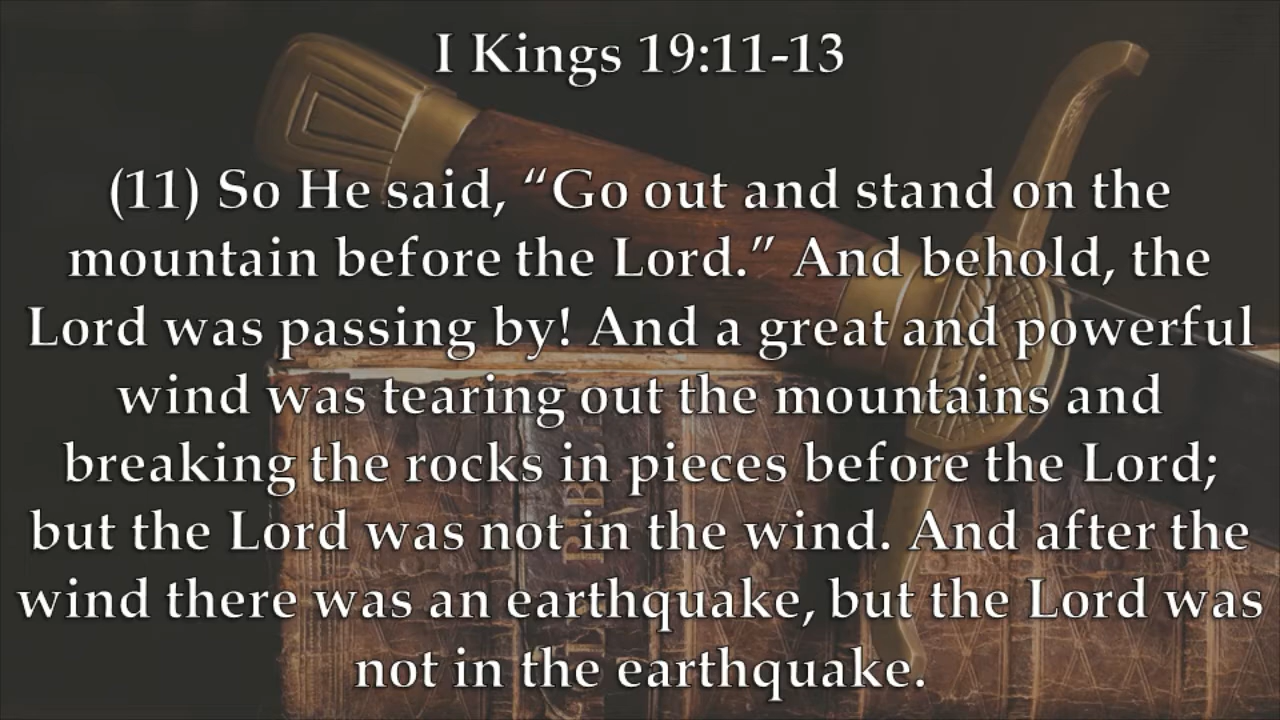 I Kings 19:11-13
(11) So He said, “Go out and stand on the
mountain before the Lord.” And behold, the
Lord was passing by! And a great and powerful
wind was tearing out the mountains and
breaking the rocks in pieces before the Lord;
but the Lord was not in the wind. And after the
wind there was an earthquake, but the Lord was
not in the earthquake.